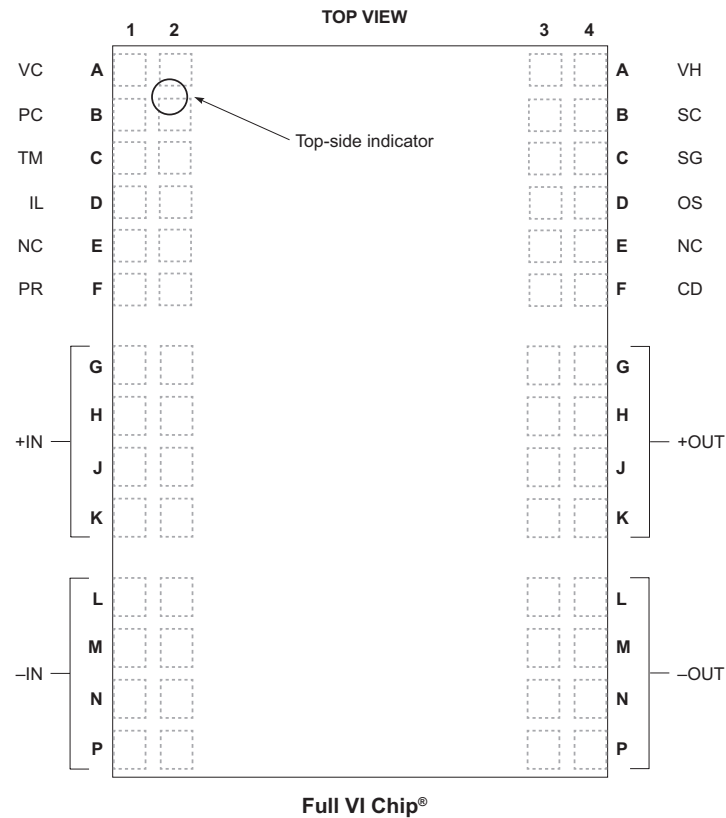 TOP VIEW
1 2 3 4
VC A A VH
PC B B SC
Top-side indicator
TM C C SG
IL D D OS
NC E E NC
PR F F CD
G G
H H
+IN +OUT
J J
K K
L L
M M
–IN –OUT
N N
P P
Full VI Chip®